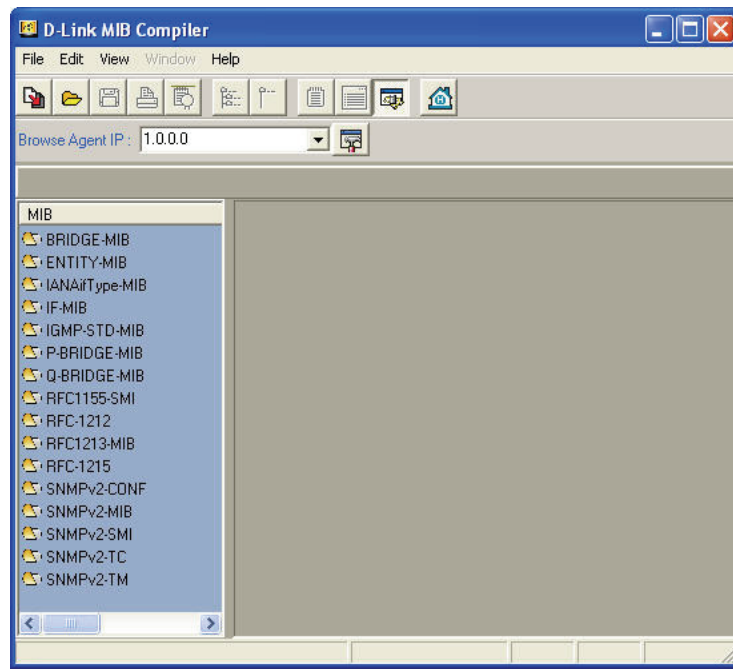 D-Link MIB Compiler
File Edit View Window Help
Browse Agent IP : 1.0.0.0
MIB
BRIDGE-MIB
ENTITY-MIB
IANAifType-MIB
IF-MIB
IGMP-STD-MIB
P-BRIDGE-MIB
Q-BRIDGE-MIB
RFC1155-SMI
RFC-1212
RFC1213-MIB
RFC-1215
SNMPv2-CONF
SNMPv2-MIB
SNMPv2-SMI
SNMPv2-TC
SNMPv2-TM